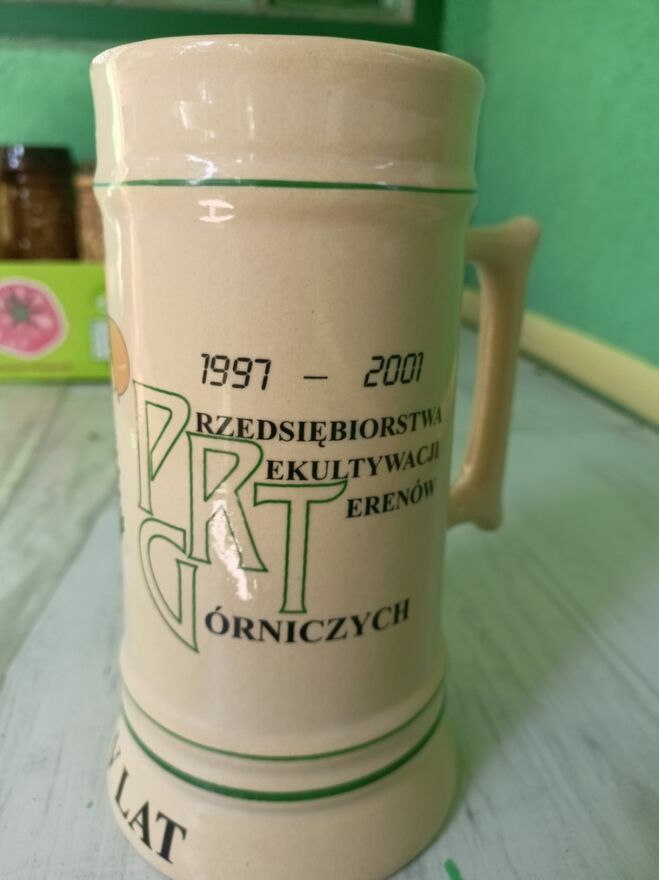 1997 – 2001
PRZEDSIĘBIORSTWA
REKULTYWACJI
TERENÓW
GÓRNICZYCH
LAT